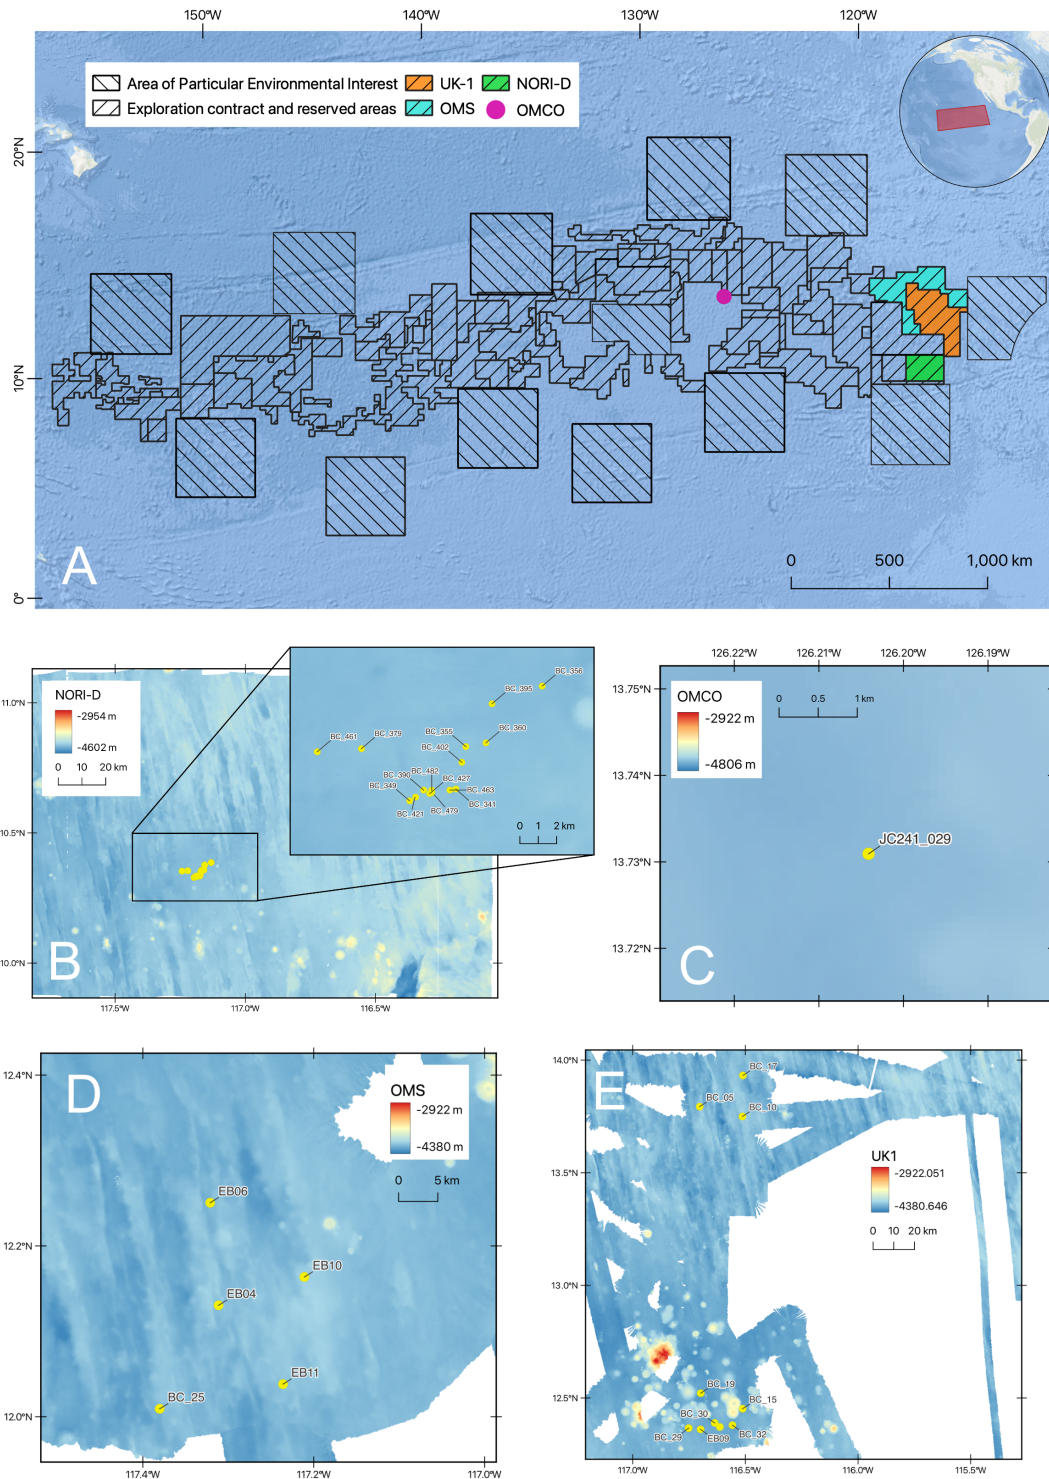 150°W 140°W 130°W 120°W
Area of Particular Environmental Interest UK-1 NORI-D
Exploration contract and reserved areas OMS OMCO
20°N
10°N
0°
A
0 500 1,000 km
NORI-D
-2954 m
-4602 m
0 10 20 km
11.0°N
10.5°N
10.0°N
117.5°W 117.0°W 116.5°W
BC_356
BC_395
BC_355
BC_360
BC_461
BC_379
BC_402
BC_390
BC_482
BC_427
BC_349
BC_463
BC_421
BC_479
BC_341
0 1 2 km
B
126.22°W 126.21°W 126.20°W 126.19°W
13.75°N
13.74°N
13.73°N
13.72°N
OMCO
-2922 m
-4806 m
0 0.5 1 km
JC241_029
C
12.4°N
12.2°N
12.0°N
D
OMS
-2922 m
-4380 m
0 5 km
EB06
EB10
EB04
EB11
BC_25
117.4°W 117.2°W 117.0°W
14.0°N
13.5°N
13.0°N
12.5°N
E
BC_17
BC_05
BC_10
UK1
-2922.051
-4380.646
0 10 20 km
BC_19
BC_15
BC_30
BC_29
EB09
BC_32
117.0°W 116.5°W 116.0°W 115.5°W